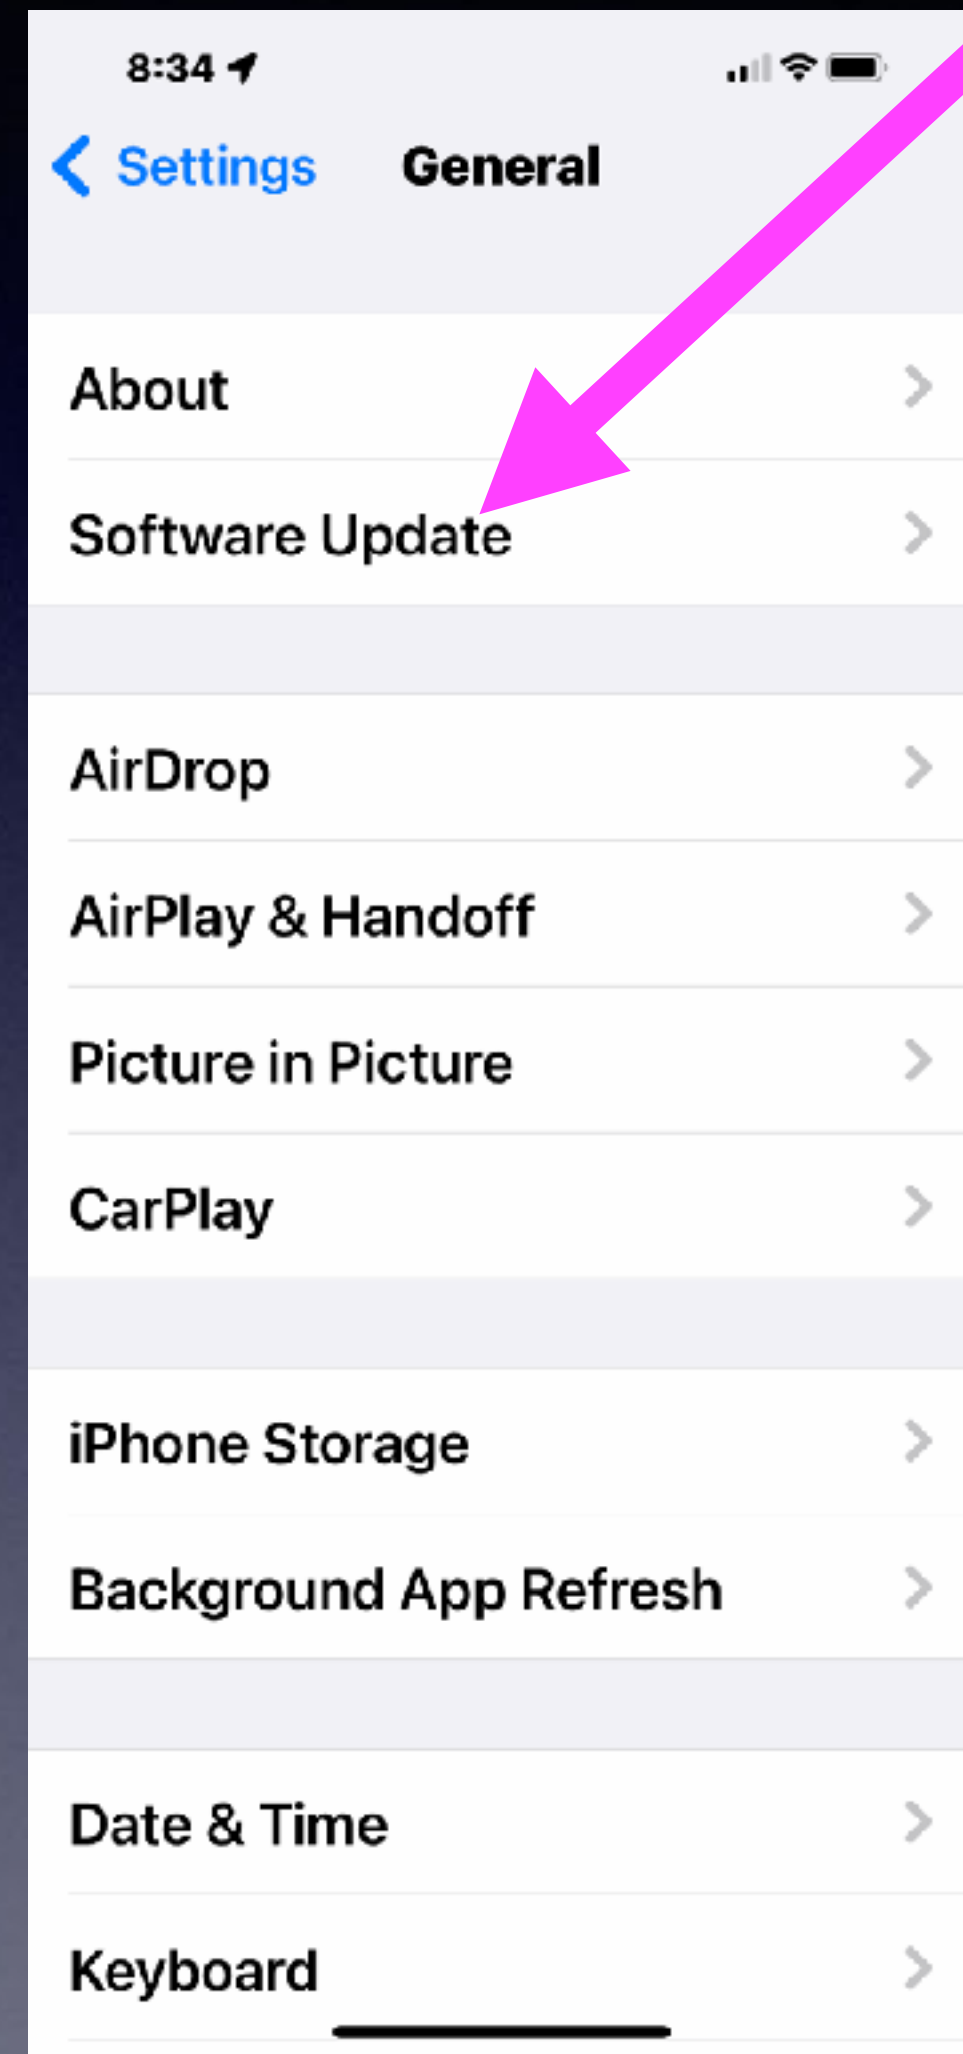 8:34
Settings General
About
Software Update
AirDrop
AirPlay & Handoff
Picture in Picture
CarPlay
iPhone Storage
Background App Refresh
Date & Time
Keyboard